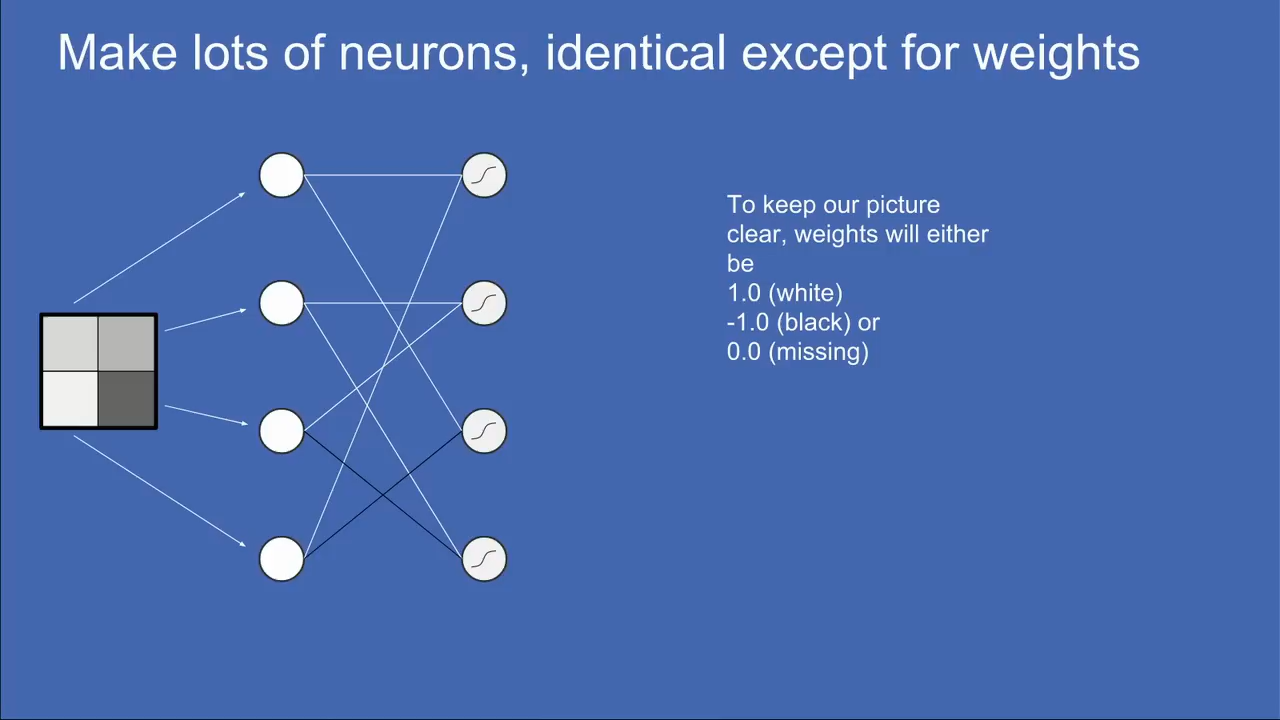 Make lots of neurons, identical except for weights
To keep our picture
clear, weights will either
be
1.0 (white)
-1.0 (black) or
0.0 (missing)